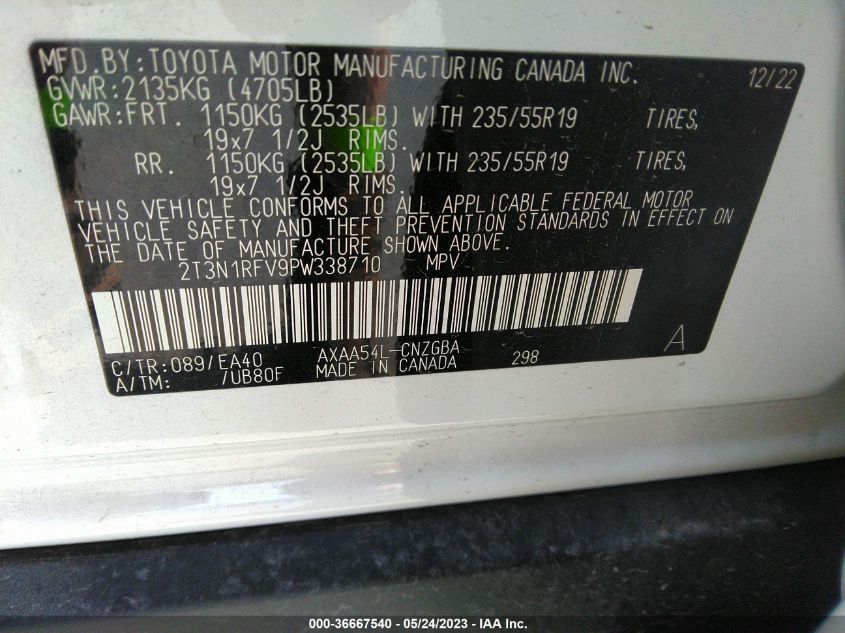 MFD. BY: TOYOTA MOTOR MANUFACTURING CANADA INC. 12/22
GVWR: 2135KG (4705LB)
GAWR: FRT. 1150KG (2535LB) WITH 235/55R19 TIRES,
19x7 1/2J RIMS.
RR. 1150KG (2535LB) WITH 235/55R19 TIRES,
19x7 1/2J RIMS.
THIS VEHICLE CONFORMS TO ALL APPLICABLE FEDERAL MOTOR
VEHICLE SAFETY AND THEFT PREVENTION STANDARDS IN EFFECT ON
THE DATE OF MANUFACTURE SHOWN ABOVE.
2T3N1RFV9PW338710 MPV
C/TR: 089/EA40 AXAA54L-CNZGBA A
A/TM: /UB80F MADE IN CANADA 298
000-36667540 - 05/24/2023 - IAA Inc.